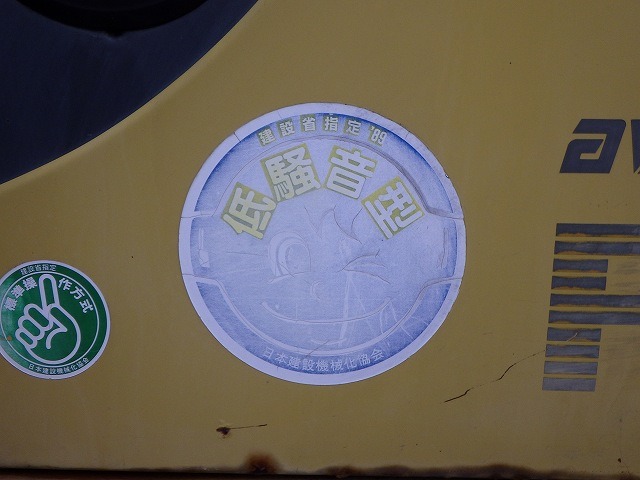 建設省指定'89
低騒音型
日本建設機械化協会
建設省指定
標準操作方式
日本建設機械化協会